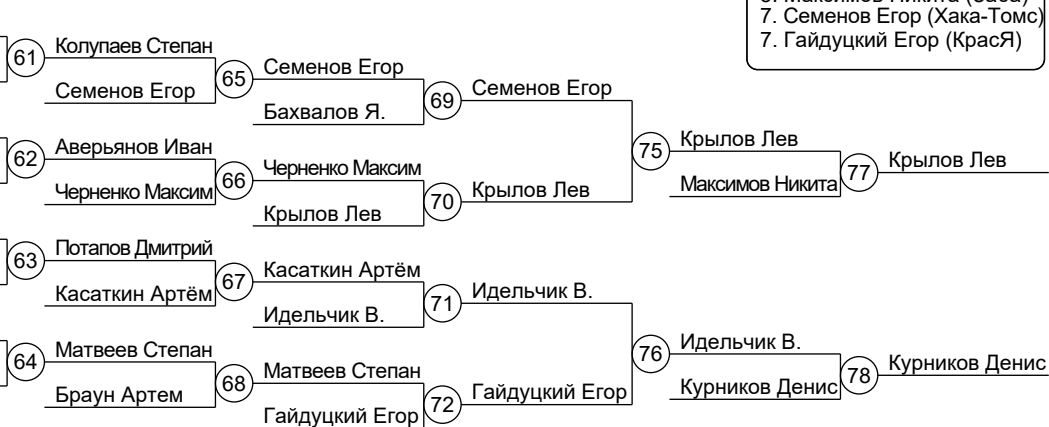 7. Семенов Егор (Хака-Томс)
7. Гайдуцкий Егор (КрасЯ)
61
Колупаев Степан
Семенов Егор
65
Семенов Егор
Бахвалов Я.
69
Семенов Егор
62
Аверьянов Иван
Черненко Максим
66
Черненко Максим
Крылов Лев
70
Крылов Лев
75
Крылов Лев
Максимов Никита
77
Крылов Лев
63
Потапов Дмитрий
Касаткин Артём
67
Касаткин Артём
Идельчик В.
71
Идельчик В.
64
Матвеев Степан
Браун Артем
68
Матвеев Степан
Гайдуцкий Егор
72
Гайдуцкий Егор
76
Идельчик В.
Курников Денис
78
Курников Денис